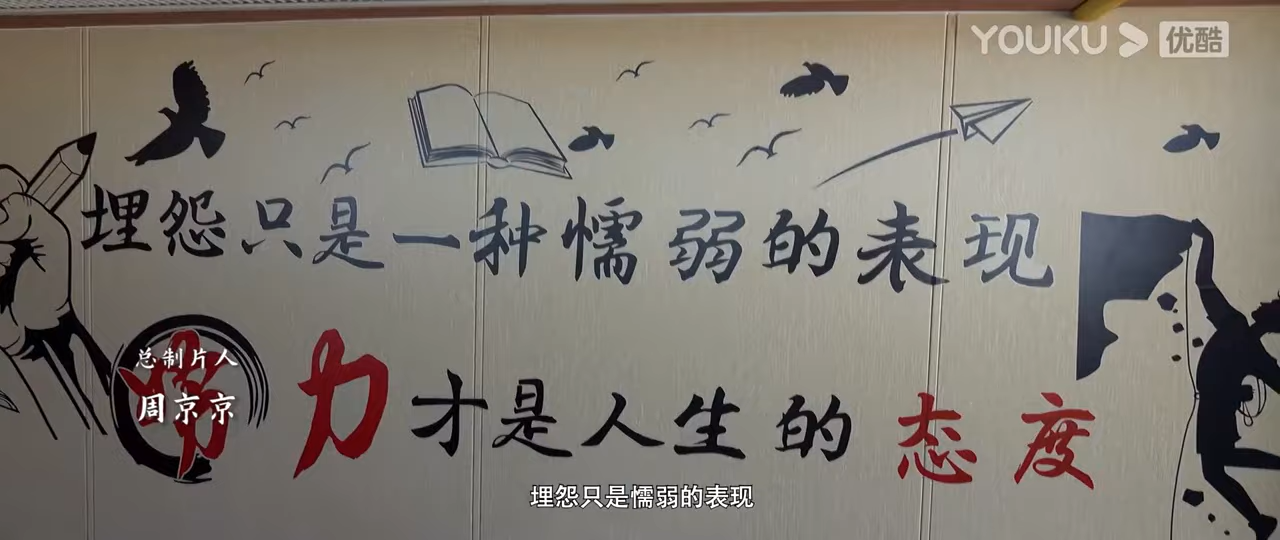 YOUKU 优酷
埋怨只是一种懦弱的表现
努力才是人生的态度
总制片人
周京京
埋怨只是懦弱的表现